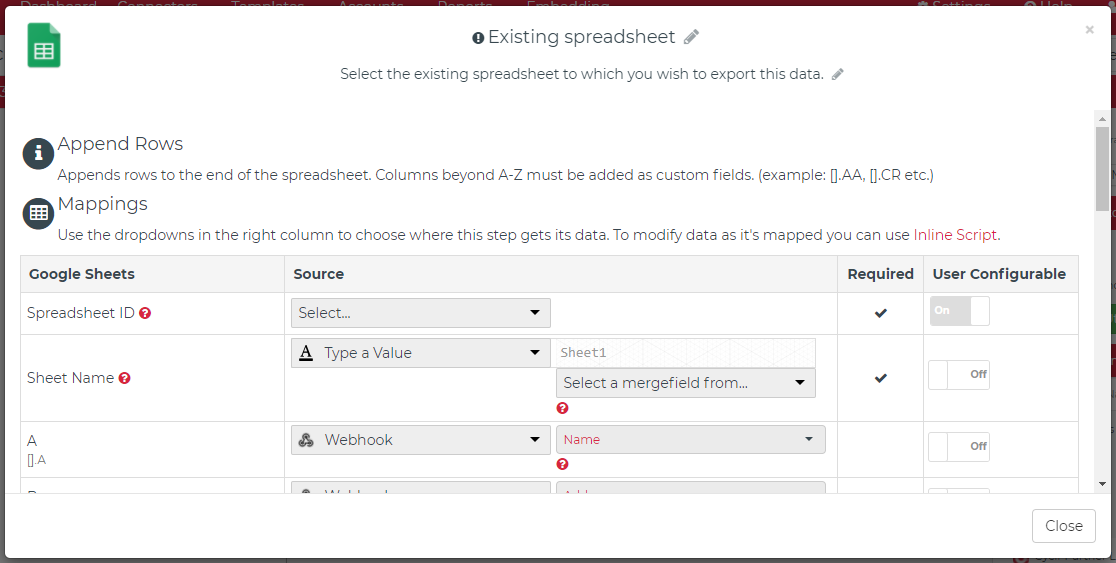 Dashboard Connectors Templates Accounts Reports Embedding Settings Help
Existing spreadsheet
×
Select the existing spreadsheet to which you wish to export this data.
Append Rows
Appends rows to the end of the spreadsheet. Columns beyond A-Z must be added as custom fields. (example: [].AA, [].CR etc.)
Mappings
Use the dropdowns in the right column to choose where this step gets its data. To modify data as it's mapped you can use Inline Script.
Google Sheets Source Required User Configurable
Spreadsheet ID ? Select... On
A Type a Value Sheet1
Sheet Name ? Select a mergefield from... Off
?
A Webhook Name Off
[].A ?
Close